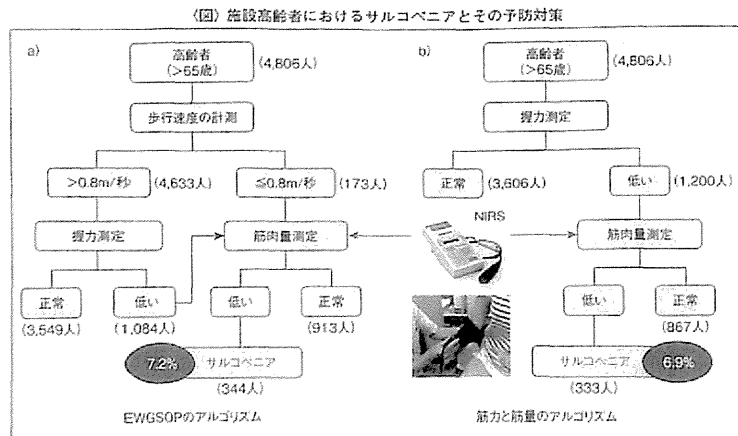 〈図〉施設高齢者におけるサルコペニアとその予防対策
a)
高齢者
(>65歳)
(4,806人)
歩行速度の計測
>0.8m/秒
(4,633人)
≦0.8m/秒
(173人)
握力測定
筋肉量測定
正常
低い
低い
正常
(3,549人)
(1,084人)
(913人)
7.2%
サルコペニア
(344人)
EWGSOPのアルゴリズム
NIRS
b)
高齢者
(>65歳)
(4,806人)
握力測定
正常
(3,606人)
低い
(1,200人)
筋肉量測定
低い
正常
(867人)
サルコペニア
6.9%
(333人)
筋力と筋量のアルゴリズム